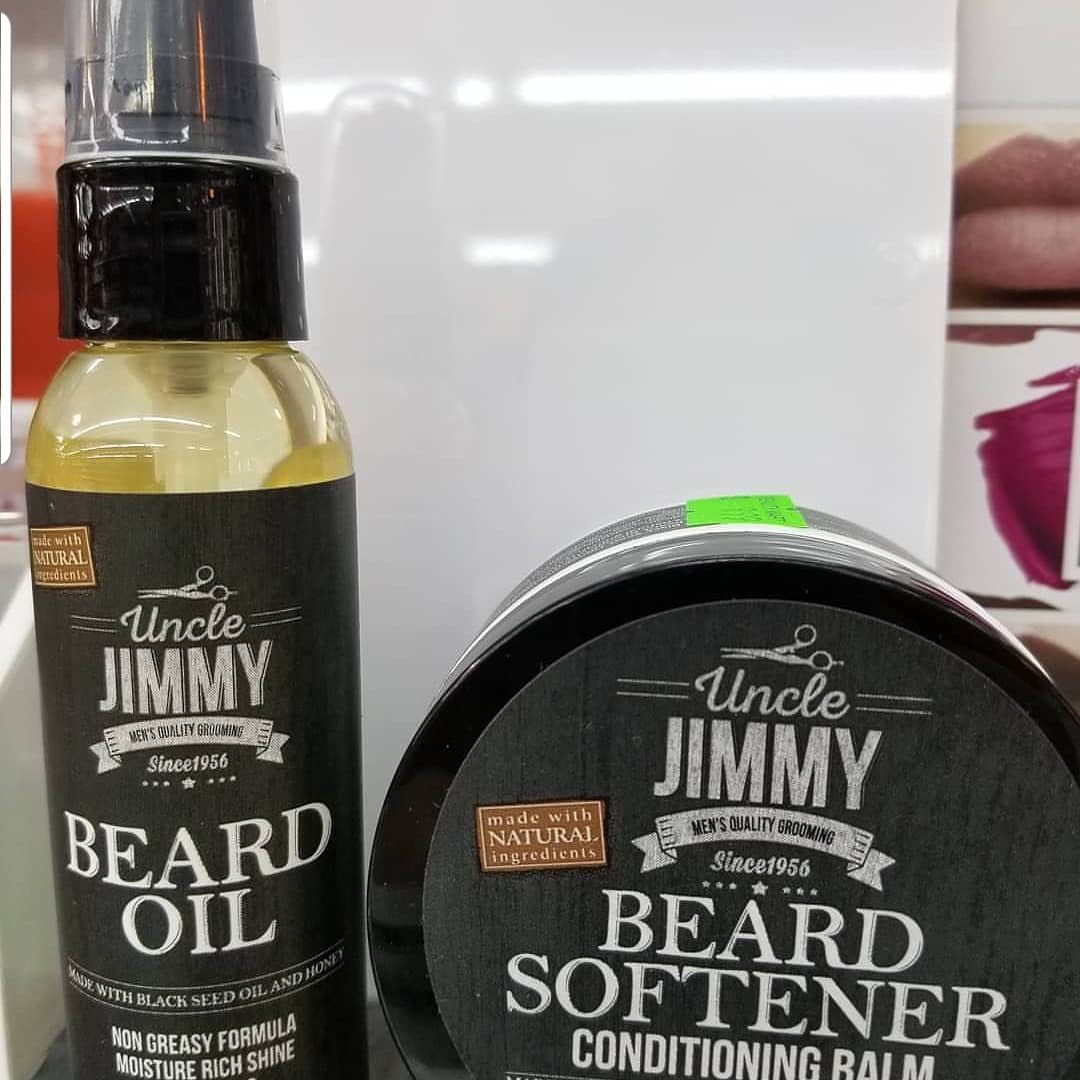 made with
NATURAL
ingredients
Uncle
JIMMY
MEN'S QUALITY GROOMING
Since1956
BEARD
OIL
MADE WITH BLACK SEED OIL AND HONEY
NON GREASY FORMULA
MOISTURE RICH SHINE
Uncle
JIMMY
made with
NATURAL
ingredients
MEN'S QUALITY GROOMING
Since1956
BEARD
SOFTENER
CONDITIONING BALM